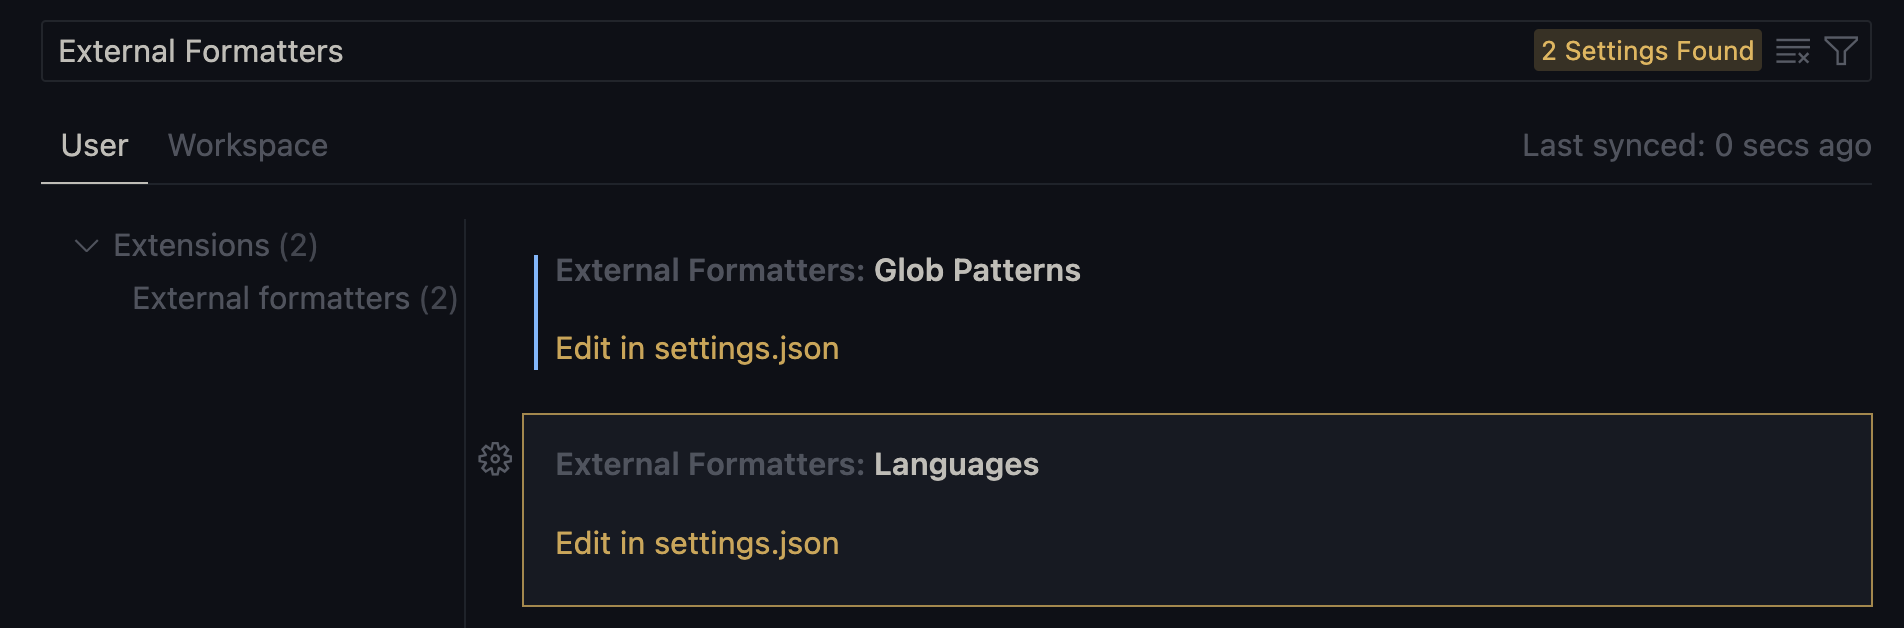 External Formatters
2 Settings Found
User
Workspace
Last synced: 0 secs ago
Extensions (2)
External formatters (2)
External Formatters: Glob Patterns
Edit in settings.json
External Formatters: Languages
Edit in settings.json